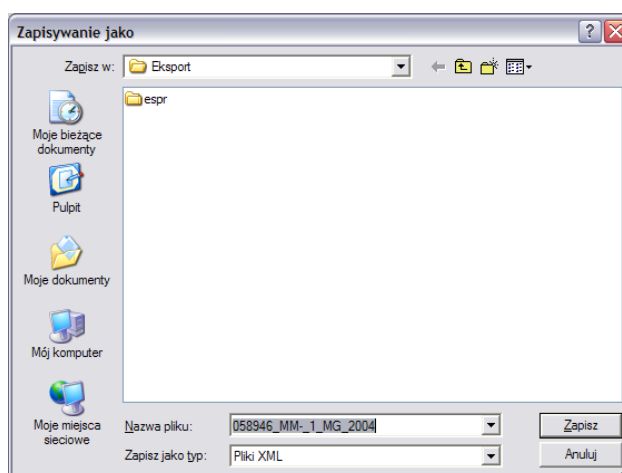 Zapisywanie jako
Zapisz w: Eksport
espr
Moje bieżące
dokumenty
Pulpit
Moje dokumenty
Mój komputer
Moje miejsca
sieciowe
Nazwa pliku: 058946_MM-_1_MG_2004 Zapisz
Zapisz jako typ: Pliki XML Anuluj